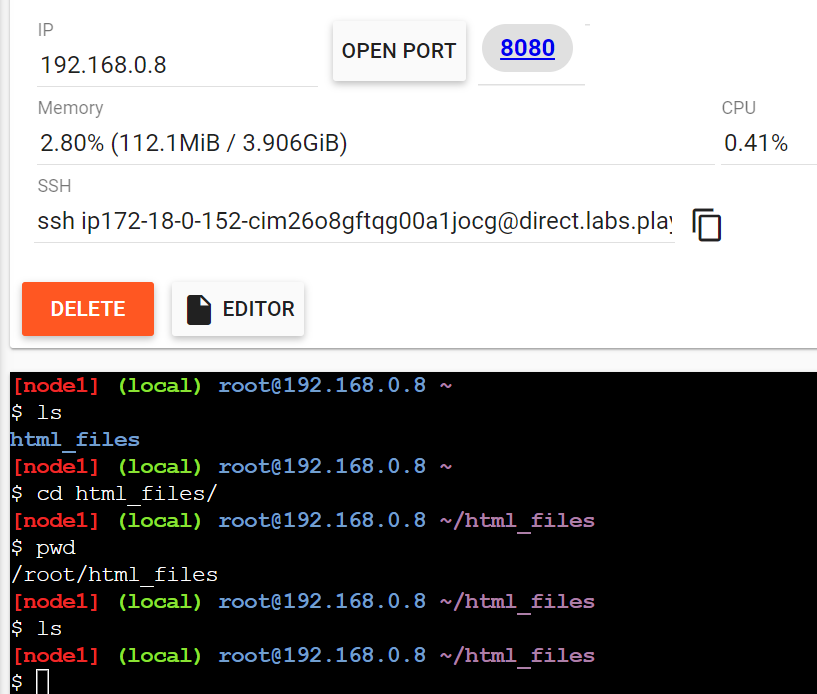 IP
192.168.0.8
OPEN PORT
8080
Memory
2.80% (112.1MiB / 3.906GiB)
CPU
0.41%
SSH
ssh ip172-18-0-152-cim26o8gftqg00a1jocg@direct.labs.play
DELETE
EDITOR
[node1] (local) root@192.168.0.8 ~
$ ls
html_files
[node1] (local) root@192.168.0.8 ~
$ cd html_files/
[node1] (local) root@192.168.0.8 ~/html_files
$ pwd
/root/html_files
[node1] (local) root@192.168.0.8 ~/html_files
$ ls
[node1] (local) root@192.168.0.8 ~/html_files
$